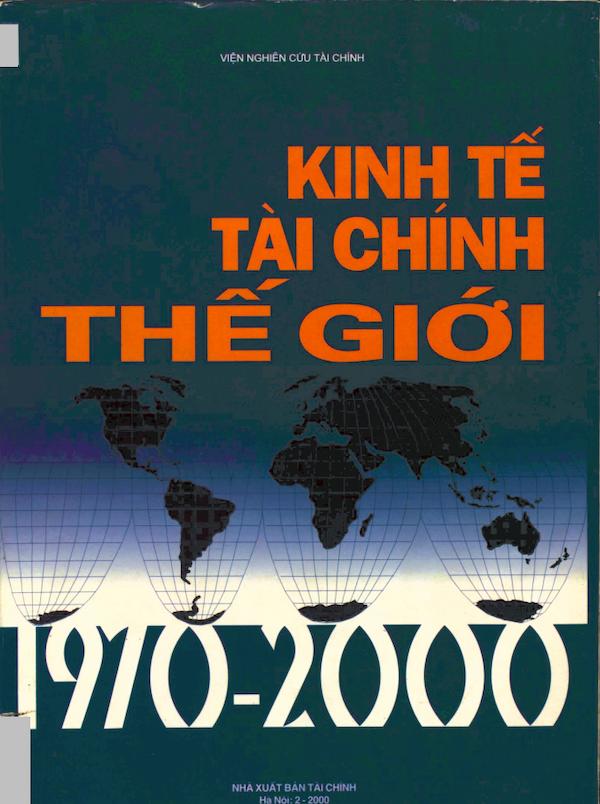 VIỆN NGHIÊN CỨU TÀI CHÍNH
KINH TẾ
TÀI CHÍNH
THẾ GIỚI
1970-2000
NHÀ XUẤT BẢN TÀI CHÍNH
Hà Nội: 2 - 2000